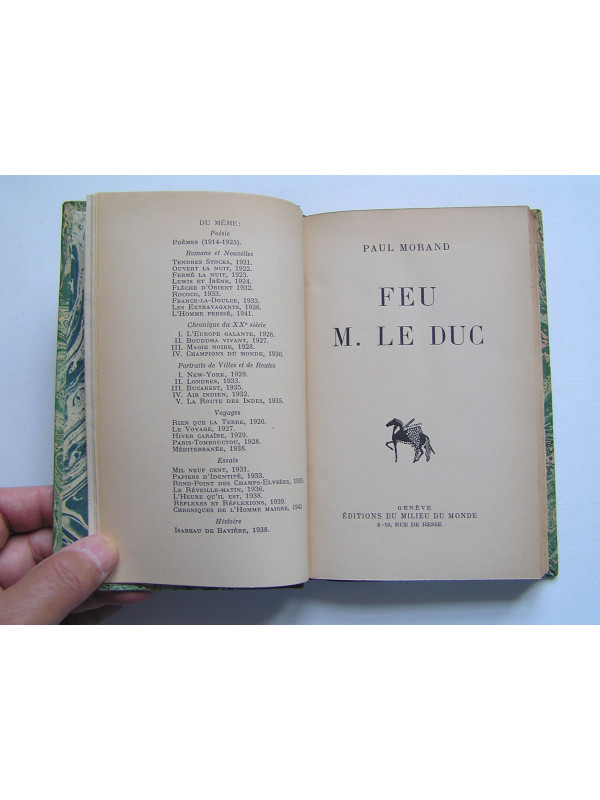 DU MÊME:
Poésie
POÈMES (1914-1925).
Romans et Nouvelles
TENDRES STOCKS, 1921.
OUVERT LA NUIT, 1922.
FERMÉ LA NUIT, 1923.
LEWIS ET IRÈNE, 1924.
FLÈCHE D'ORIENT 1932.
ROCOCO, 1933.
FRANCE-LA-DOULCE, 1933.
LES EXTRAVAGANTS, 1936.
L'HOMME PRESSÉ, 1941.
Chronique du XXe siècle
I. L'EUROPE GALANTE, 1926.
II. BOUDDHA VIVANT, 1927.
III. MAGIE NOIRE, 1928.
IV. CHAMPIONS DU MONDE, 1930.
Portraits de Villes et de Routes
I. NEW-YORK, 1929.
II. LONDRES, 1933.
III. BUCAREST, 1935.
IV. AIR INDIEN, 1932.
V. LA ROUTE DES INDES, 1935.
Voyages
RIEN QUE LA TERRE, 1926.
LE VOYAGE, 1927.
HIVER CARAÏBE, 1929.
PARIS-TOMBOUCTOU, 1928.
MÉDITERRANÉE, 1938.
Essais
MIL NEUF CENT, 1931.
PAPIERS D'IDENTITÉ, 1933.
ROND-POINT DES CHAMPS-ELYSÉES, 1935.
LE RÉVEILLE-MATIN, 1936.
L'HEURE QU'IL EST, 1938.
RÉFLEXES ET RÉFLEXIONS, 1939.
CHRONIQUES DE L'HOMME MAIGRE, 1941
Histoire
ISABEAU DE BAVIÈRE, 1938.
PAUL MORAND
FEU
M. LE DUC
GENÈVE
ÉDITIONS DU MILIEU DU MONDE
8-10, RUE DE HESSE